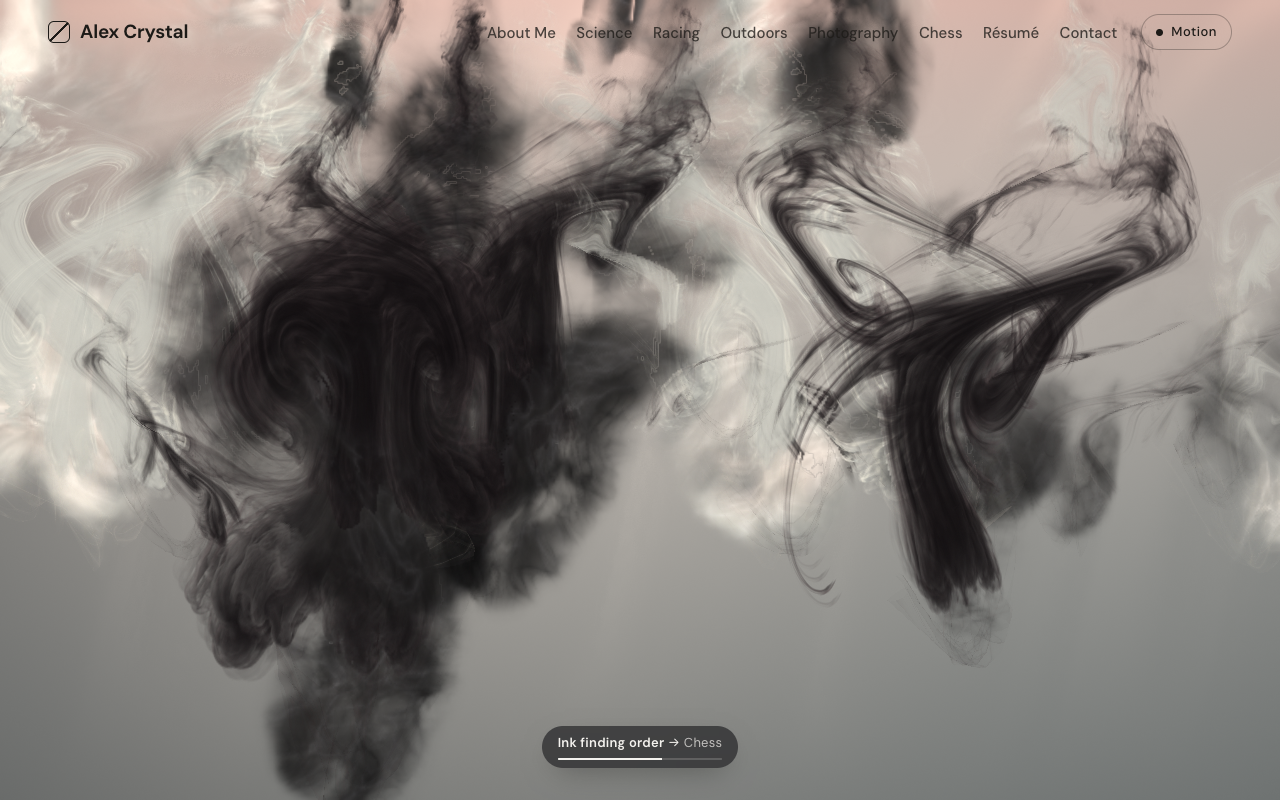 Alex Crystal
About Me Science Racing Outdoors Photography Chess Résumé Contact Motion
Ink finding order → Chess